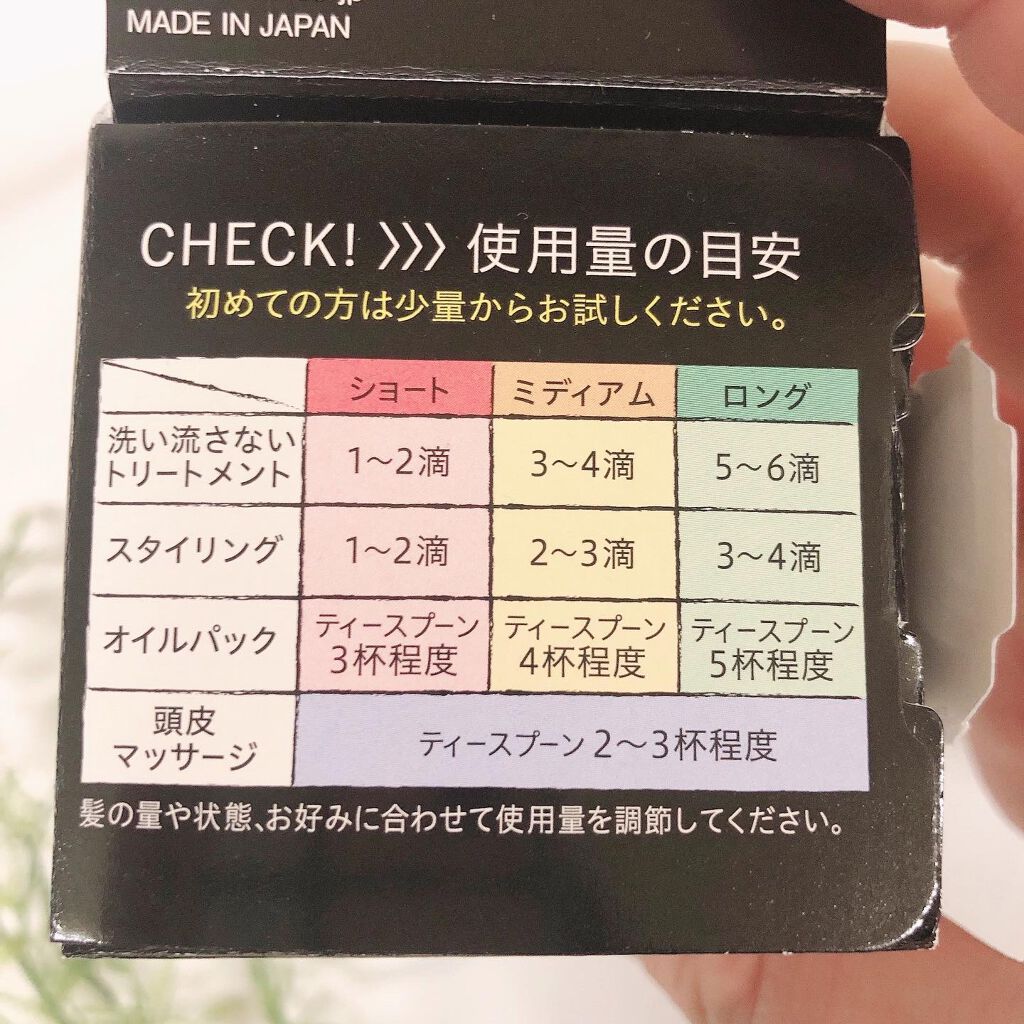 MADE IN JAPAN
CHECK! 》》》 使用量の目安
初めての方は少量からお試しください。
ショート ミディアム ロング
洗い流さない
トリートメント 1〜2滴 3〜4滴 5〜6滴
スタイリング 1〜2滴 2〜3滴 3〜4滴
オイルパック ティースプーン ティースプーン ティースプーン
3杯程度 4杯程度 5杯程度
頭皮
マッサージ ティースプーン 2〜3杯程度
髪の量や状態、お好みに合わせて使用量を調節してください。